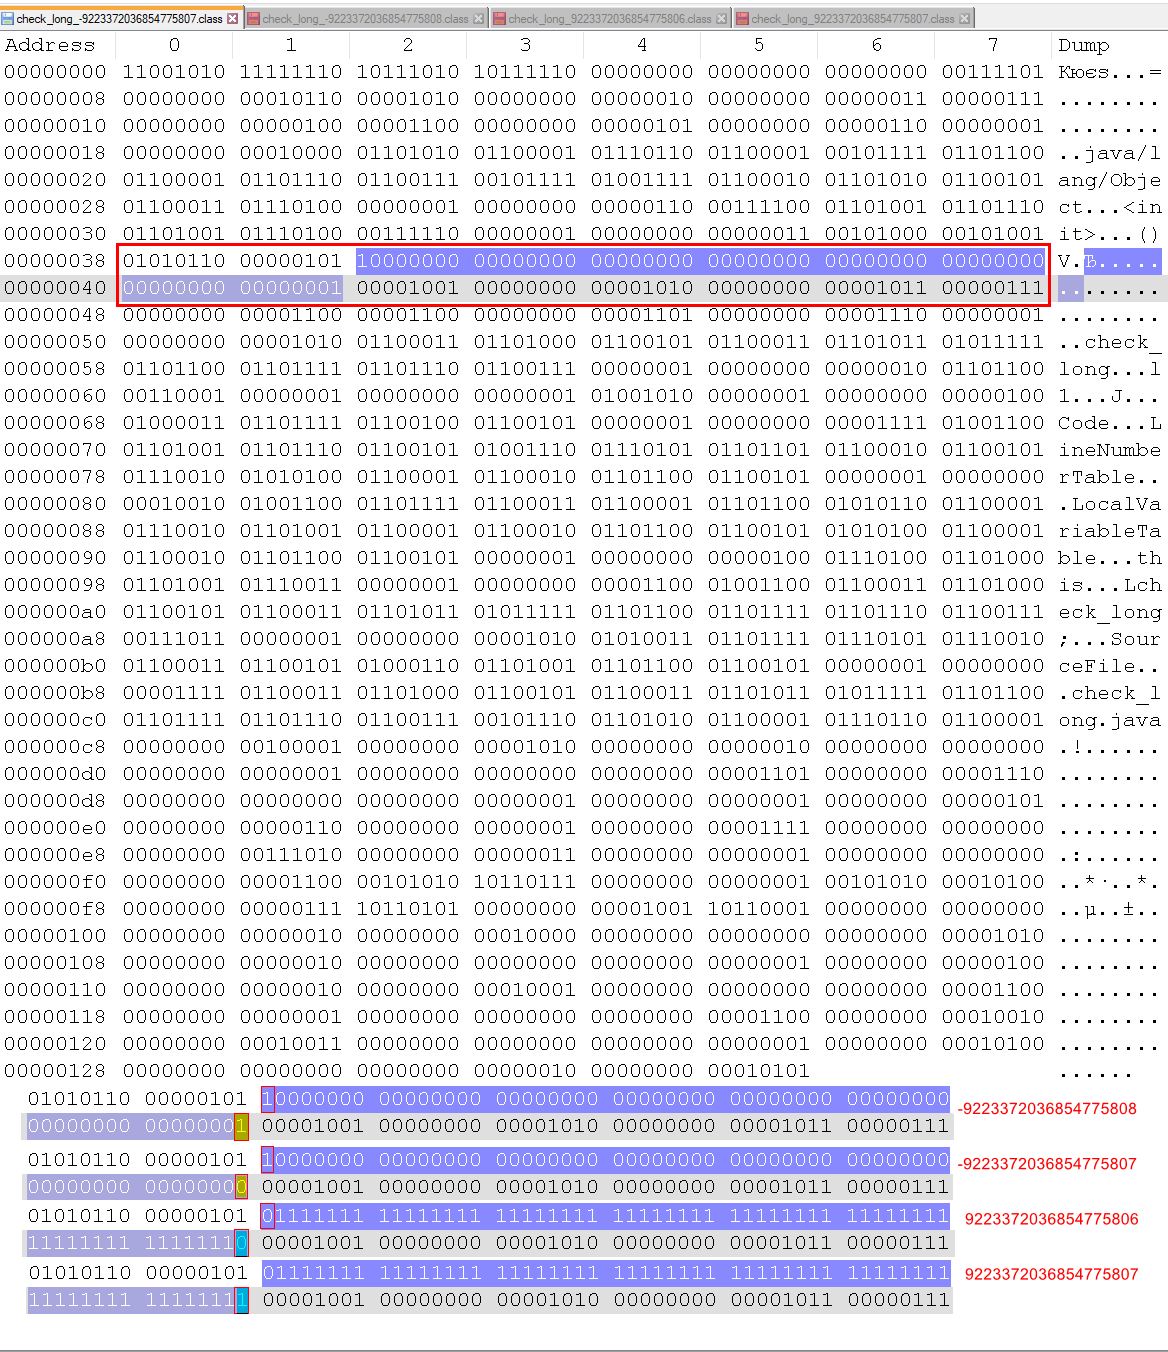 check_long_-9223372036854775807.class check_long_-9223372036854775808.class check_long_9223372036854775806.class check_long_9223372036854775807.class
Address 0 1 2 3 4 5 6 7 Dump
00000000 11001010 11111110 10111010 10111110 00000000 00000000 00000000 00111101 Кюєѕ...=
00000008 00000000 00010110 00001010 00000000 00000010 00000000 00000011 00000111 ........
00000010 00000000 00000100 00001100 00000000 00000101 00000000 00000110 00000001 ........
00000018 00000000 00010000 01101010 01100001 01110110 01100001 00101111 01101100 ..java/l
00000020 01100001 01101110 01100111 00101111 01001111 01100010 01101010 01100101 ang/Obje
00000028 01100011 01110100 00000001 00000000 00000110 00111100 01101001 01101110 ct...<in
00000030 01101001 01110100 00111110 00000001 00000000 00000011 00101000 00101001 it>...()
00000038 01010110 00000101 10000000 00000000 00000000 00000000 00000000 00000000 V.Ђ.....
00000040 00000000 00000001 00001001 00000000 00001010 00000000 00001011 00000111 ........
00000048 00000000 00001100 00001100 00000000 00001101 00000000 00001110 00000001 ........
00000050 00000000 00001010 01100011 01101000 01100101 01100011 01101011 01011111 ..check_
00000058 01101100 01101111 01101110 01100111 00000001 00000000 00000010 01101100 long...l
00000060 00110001 00000001 00000000 00000001 01001010 00000001 00000000 00000100 1...J...
00000068 01000011 01101111 01100100 01100101 00000001 00000000 00001111 01001100 Code...L
00000070 01101001 01101110 01100101 01001110 01110101 01101101 01100010 01100101 ineNumbe
00000078 01110010 01010100 01100001 01100010 01101100 01100101 00000001 00000000 rTable..
00000080 00010010 01001100 01101111 01100011 01100001 01101100 01010110 01100001 .LocalVa
00000088 01110010 01101001 01100001 01100010 01101100 01100101 01010100 01100001 riableTa
00000090 01100010 01101100 01100101 00000001 00000000 00000100 01110100 01101000 ble...th
00000098 01101001 01110011 00000001 00000000 00001100 01001100 01100011 01101000 is...Lch
000000a0 01100101 01100011 01101011 01011111 01101100 01101111 01101110 01100111 eck_long
000000a8 00111011 00000001 00000000 00001010 01010011 01101111 01110101 01110010 ;...Sour
000000b0 01100011 01100101 01000110 01101001 01101100 01100101 00000001 00000000 ceFile..
000000b8 00001111 01100011 01101000 01100101 01100011 01101011 01011111 01101100 .check_l
000000c0 01101111 01101110 01100111 00101110 01101010 01100001 01110110 01100001 ong.java
000000c8 00000000 00100001 00000000 00001010 00000000 00000010 00000000 00000000 .!......
000000d0 00000000 00000001 00000000 00000000 00000000 00001101 00000000 00001110 ........
000000d8 00000000 00000000 00000000 00000001 00000000 00000001 00000000 00000101 ........
000000e0 00000000 00000110 00000000 00000001 00000000 00001111 00000000 00000000 ........
000000e8 00000000 00111010 00000000 00000011 00000000 00000001 00000000 00000000 .:......
000000f0 00000000 00001100 00101010 10110111 00000000 00000001 00101010 00010100 ..*·..*.
000000f8 00000000 00000111 10110101 00000000 00001001 10110001 00000000 00000000 ..µ..±..
00000100 00000000 00000010 00000000 00010000 00000000 00000000 00000000 00001010 ........
00000108 00000000 00000010 00000000 00000000 00000000 00000001 00000000 00000100 ........
00000110 00000000 00000010 00000000 00010001 00000000 00000000 00000000 00001100 ........
00000118 00000000 00000001 00000000 00000000 00000000 00001100 00000000 00010010 ........
00000120 00000000 00010011 00000000 00000000 00000000 00000001 00000000 00010100 ........
00000128 00000000 00000000 00000000 00000010 00000000 00010101 ......
01010110 00000101 10000000 00000000 00000000 00000000 00000000 00000000
00000000 00000001 00001001 00000000 00001010 00000000 00001011 00000111 -9223372036854775808
01010110 00000101 10000000 00000000 00000000 00000000 00000000 00000000
00000000 00000000 00001001 00000000 00001010 00000000 00001011 00000111 -9223372036854775807
01010110 00000101 01111111 11111111 11111111 11111111 11111111 11111111 9223372036854775806
11111111 11111110 00001001 00000000 00001010 00000000 00001011 00000111
01010110 00000101 01111111 11111111 11111111 11111111 11111111 11111111 9223372036854775807
11111111 11111111 00001001 00000000 00001010 00000000 00001011 00000111